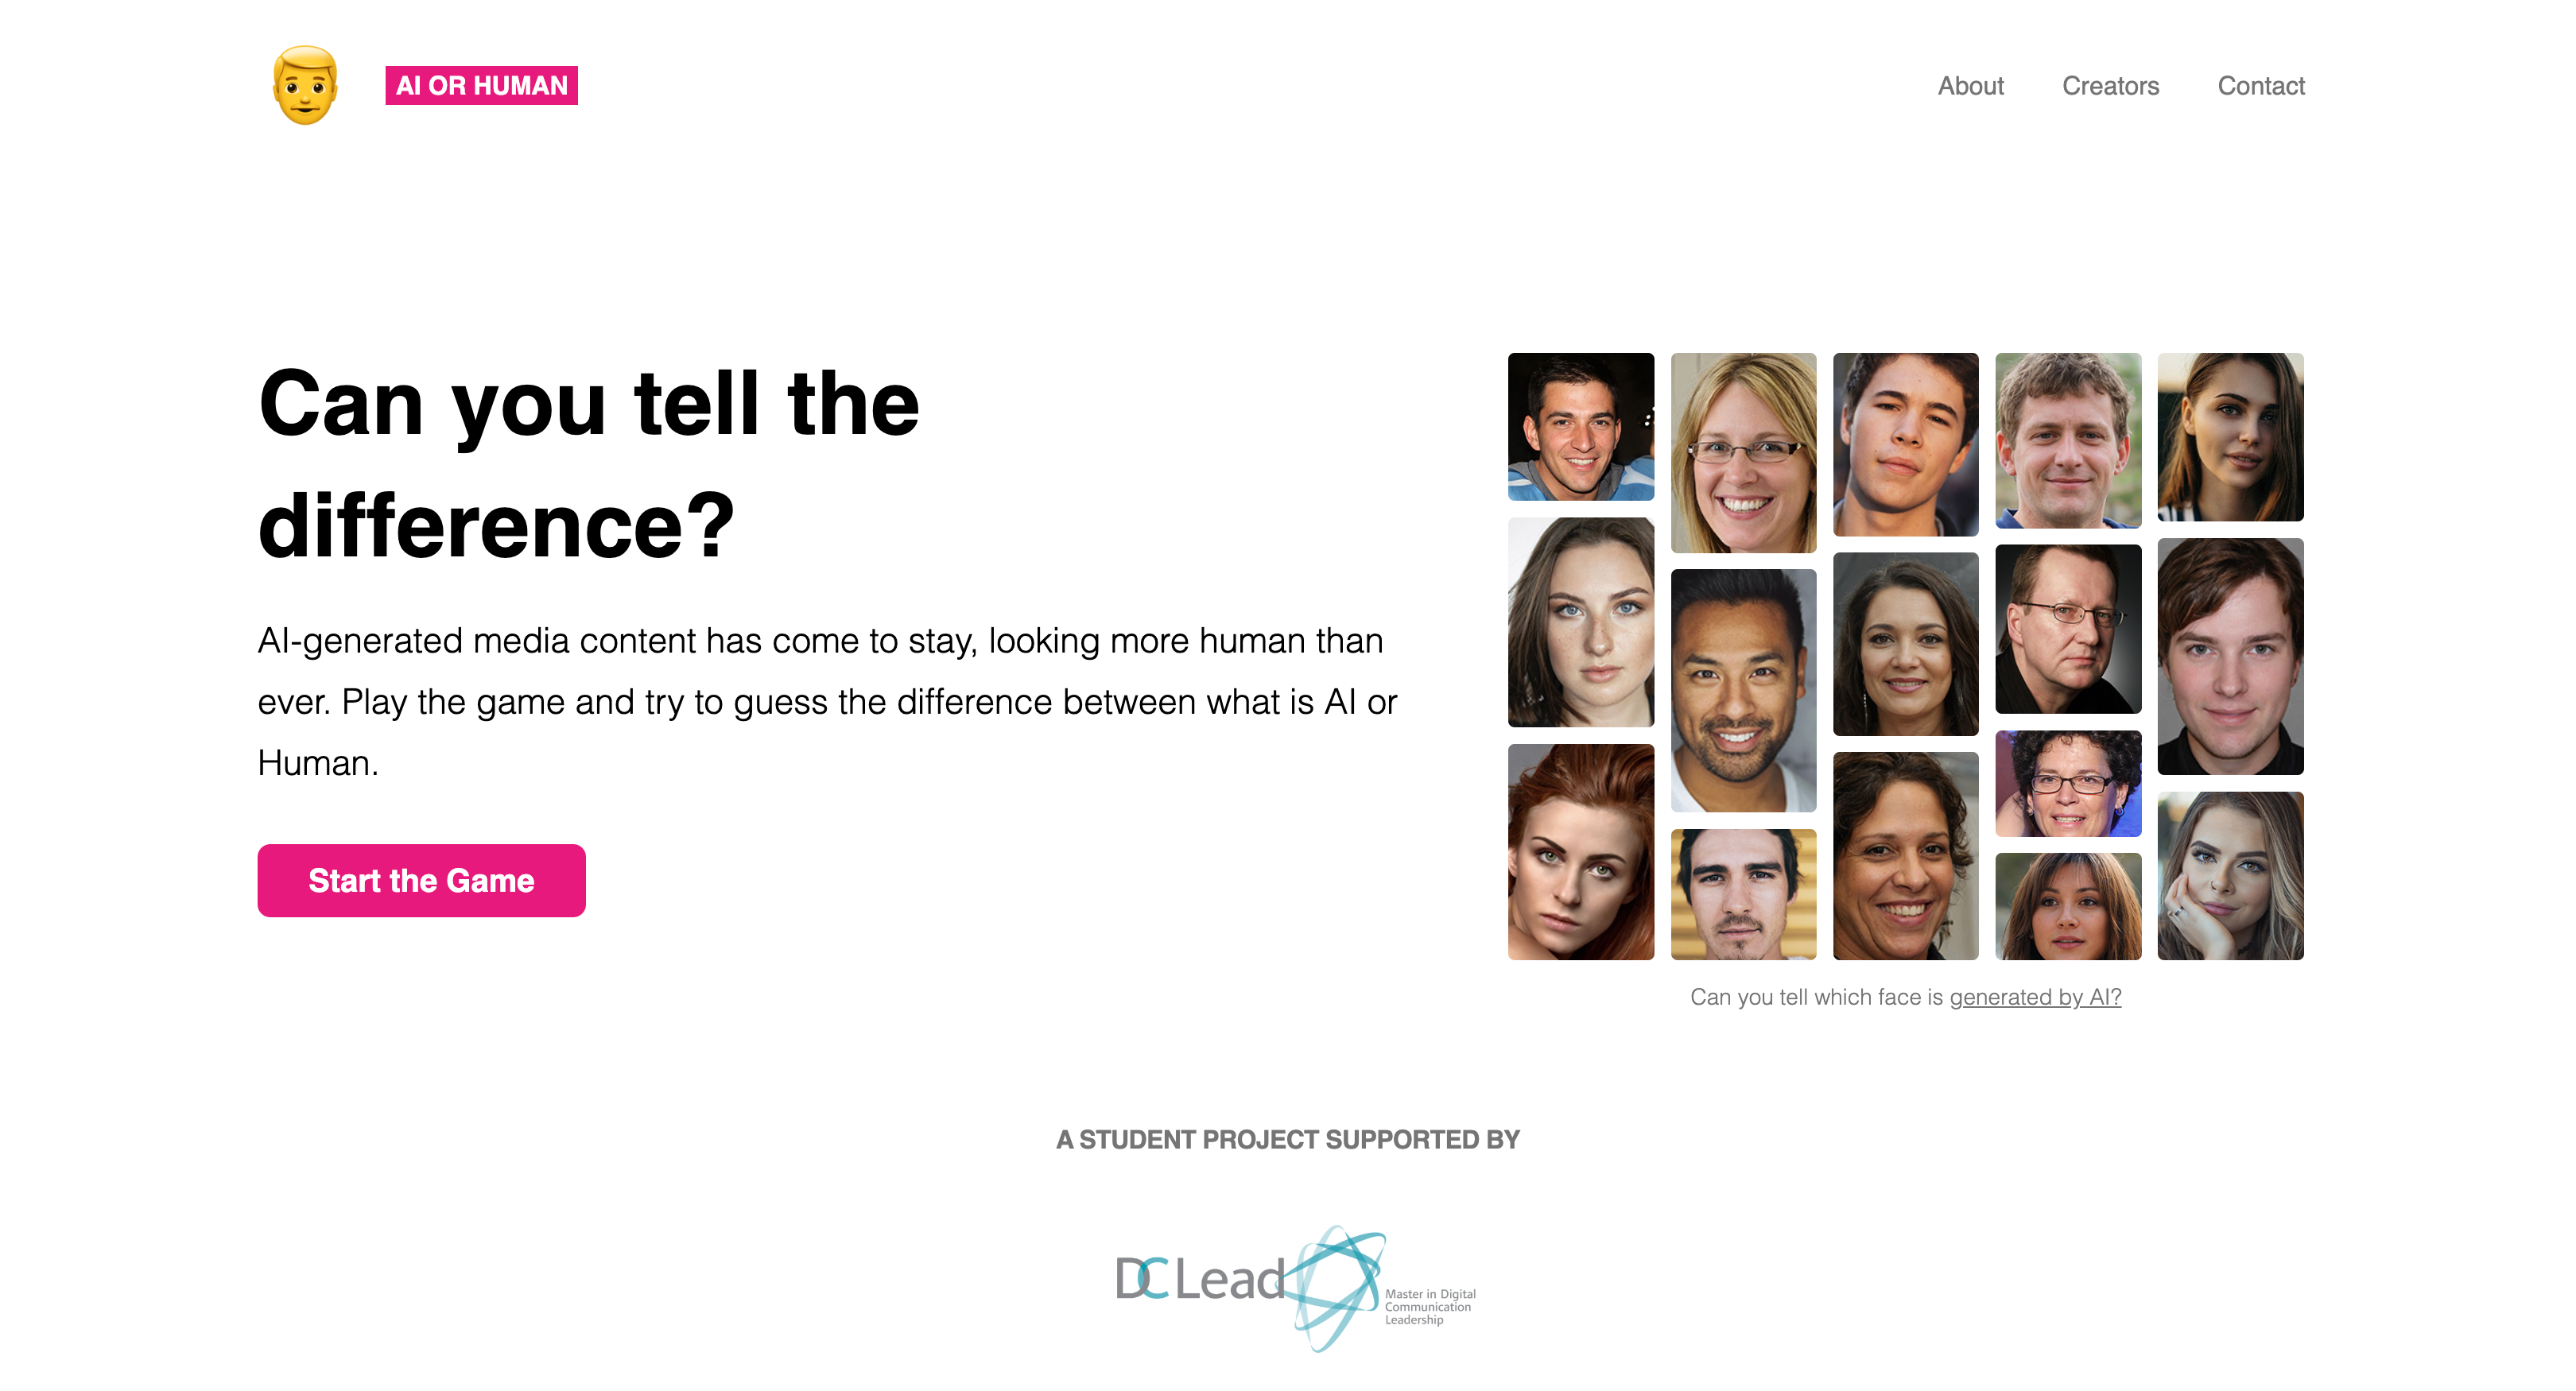 AI OR HUMAN
About
Creators
Contact
Can you tell the
difference?
AI-generated media content has come to stay, looking more human than
ever. Play the game and try to guess the difference between what is AI or
Human.
Start the Game
Can you tell which face is generated by AI?
A STUDENT PROJECT SUPPORTED BY
DC Lead
Master in Digital
Communication
Leadership